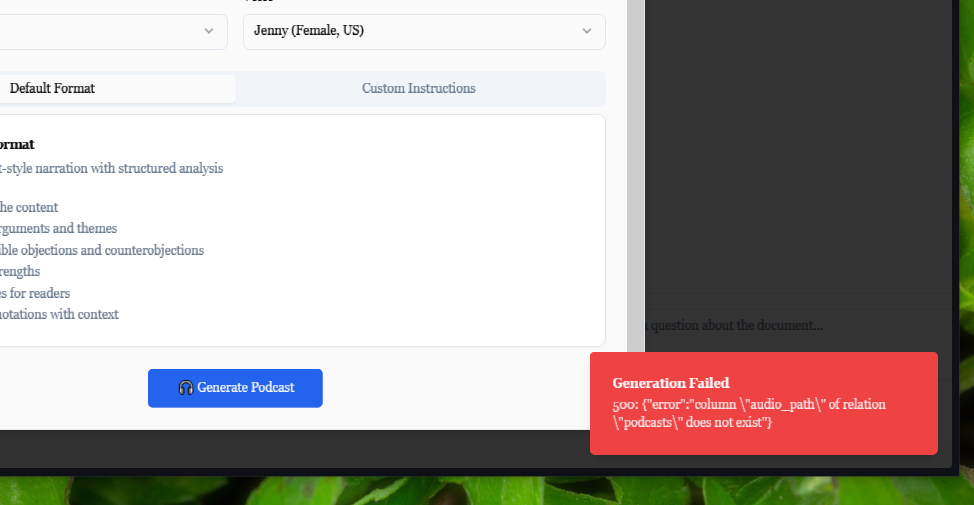 Jenny (Female, US)
Default Format
Custom Instructions
ormat
t-style narration with structured analysis
he content
rguments and themes
ible objections and counterobjections
rengths
es for readers
otations with context
question about the document...
Generate Podcast
Generation Failed
500: {"error":"column \"audio_path\" of relation
\"podcasts\" does not exist"}